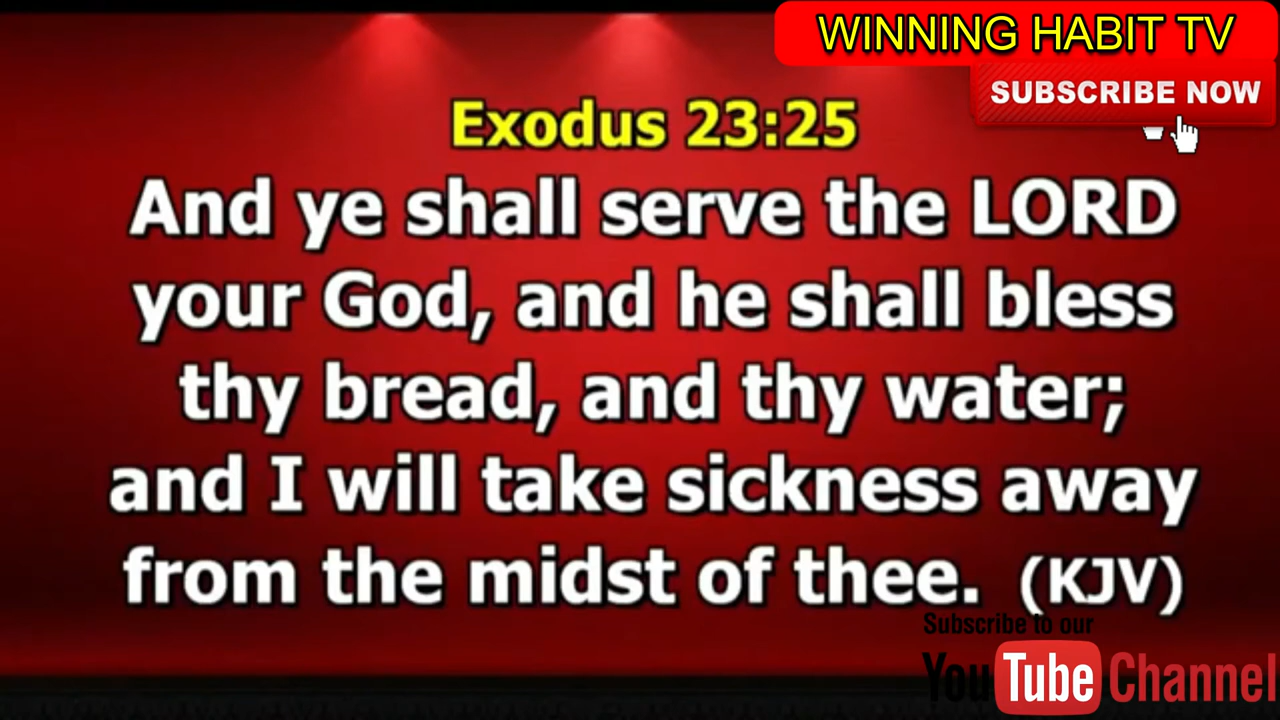 WINNING HABIT TV
SUBSCRIBE NOW
Exodus 23:25
And ye shall serve the LORD
your God, and he shall bless
thy bread, and thy water;
and I will take sickness away
from the midst of thee. (KJV)
Subscribe to our
YouTube Channel